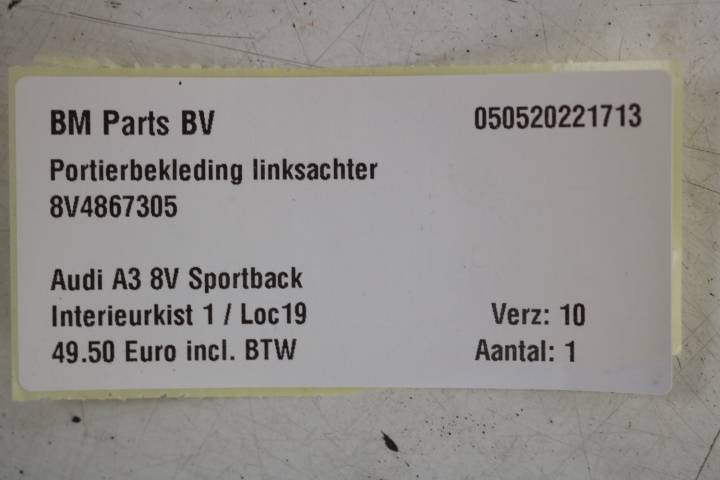 BM Parts BV 050520221713
Portierbekleding linksachter
8V4867305
Audi A3 8V Sportback
Interieurkist 1 / Loc19 Verz: 10
49.50 Euro incl. BTW Aantal: 1